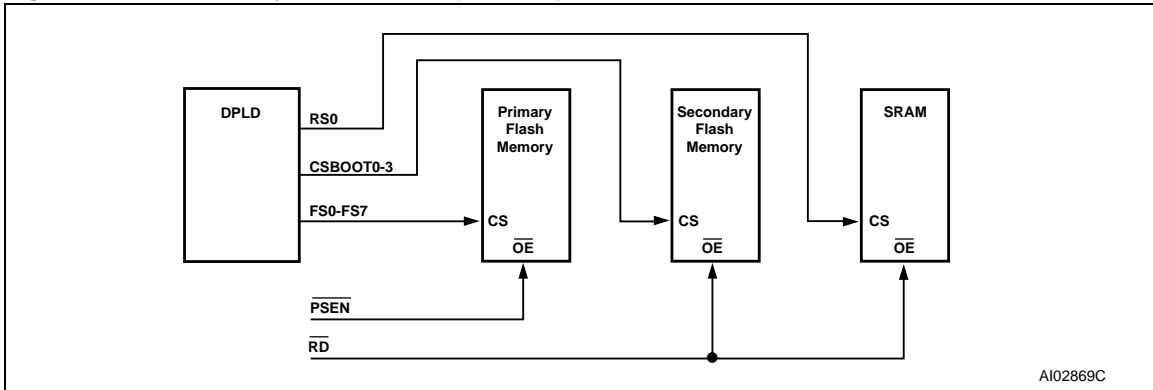 DPLD
RS0
CSBOOT0-3
FS0-FS7
Primary
Flash
Memory
CS
OE
Secondary
Flash
Memory
CS
OE
SRAM
CS
OE
PSEN
RD
AI02869C